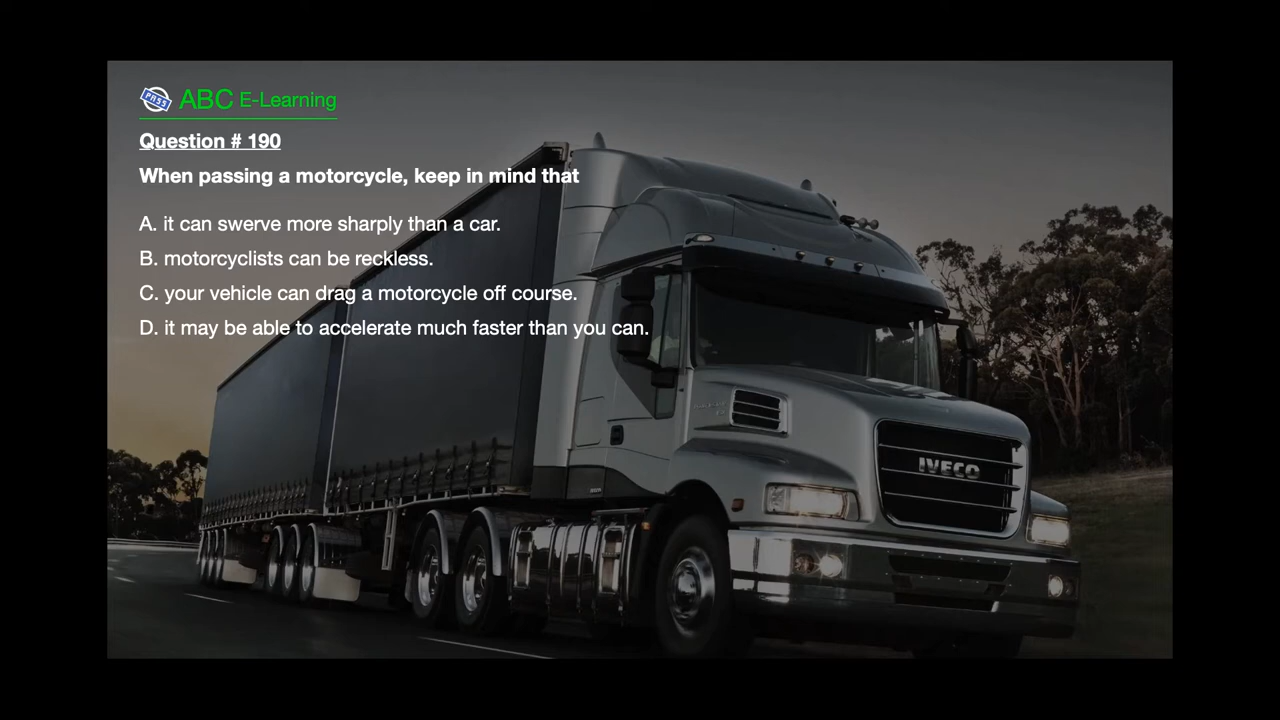 PASS ABC E-Learning
Question # 190
When passing a motorcycle, keep in mind that
A. it can swerve more sharply than a car.
B. motorcyclists can be reckless.
C. your vehicle can drag a motorcycle off course.
D. it may be able to accelerate much faster than you can.
IVECO